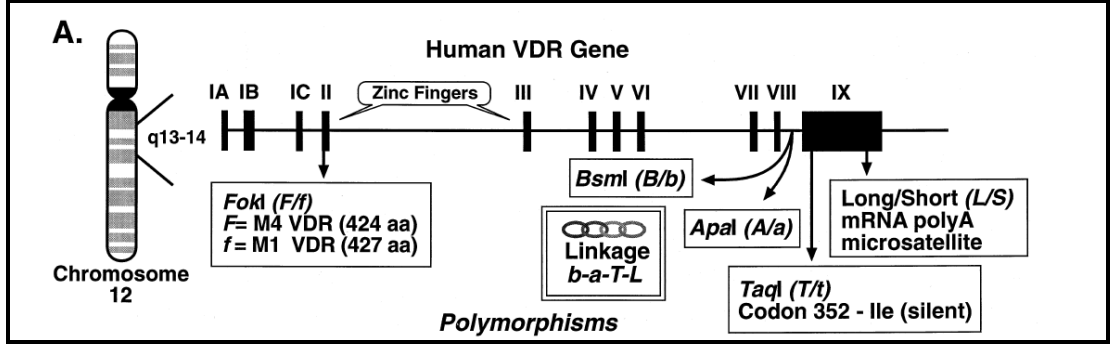 A.
Human VDR Gene
IA IB IC II Zinc Fingers III IV V VI VII VIII IX
q13-14
FokI (F/f)
F= M4 VDR (424 aa)
f= M1 VDR (427 aa)
BsmI (B/b)
ApaI (A/a)
Long/Short (L/S)
mRNA polyA
microsatellite
Linkage
b-a-T-L
TaqI (T/t)
Codon 352 - Ile (silent)
Chromosome
12
Polymorphisms